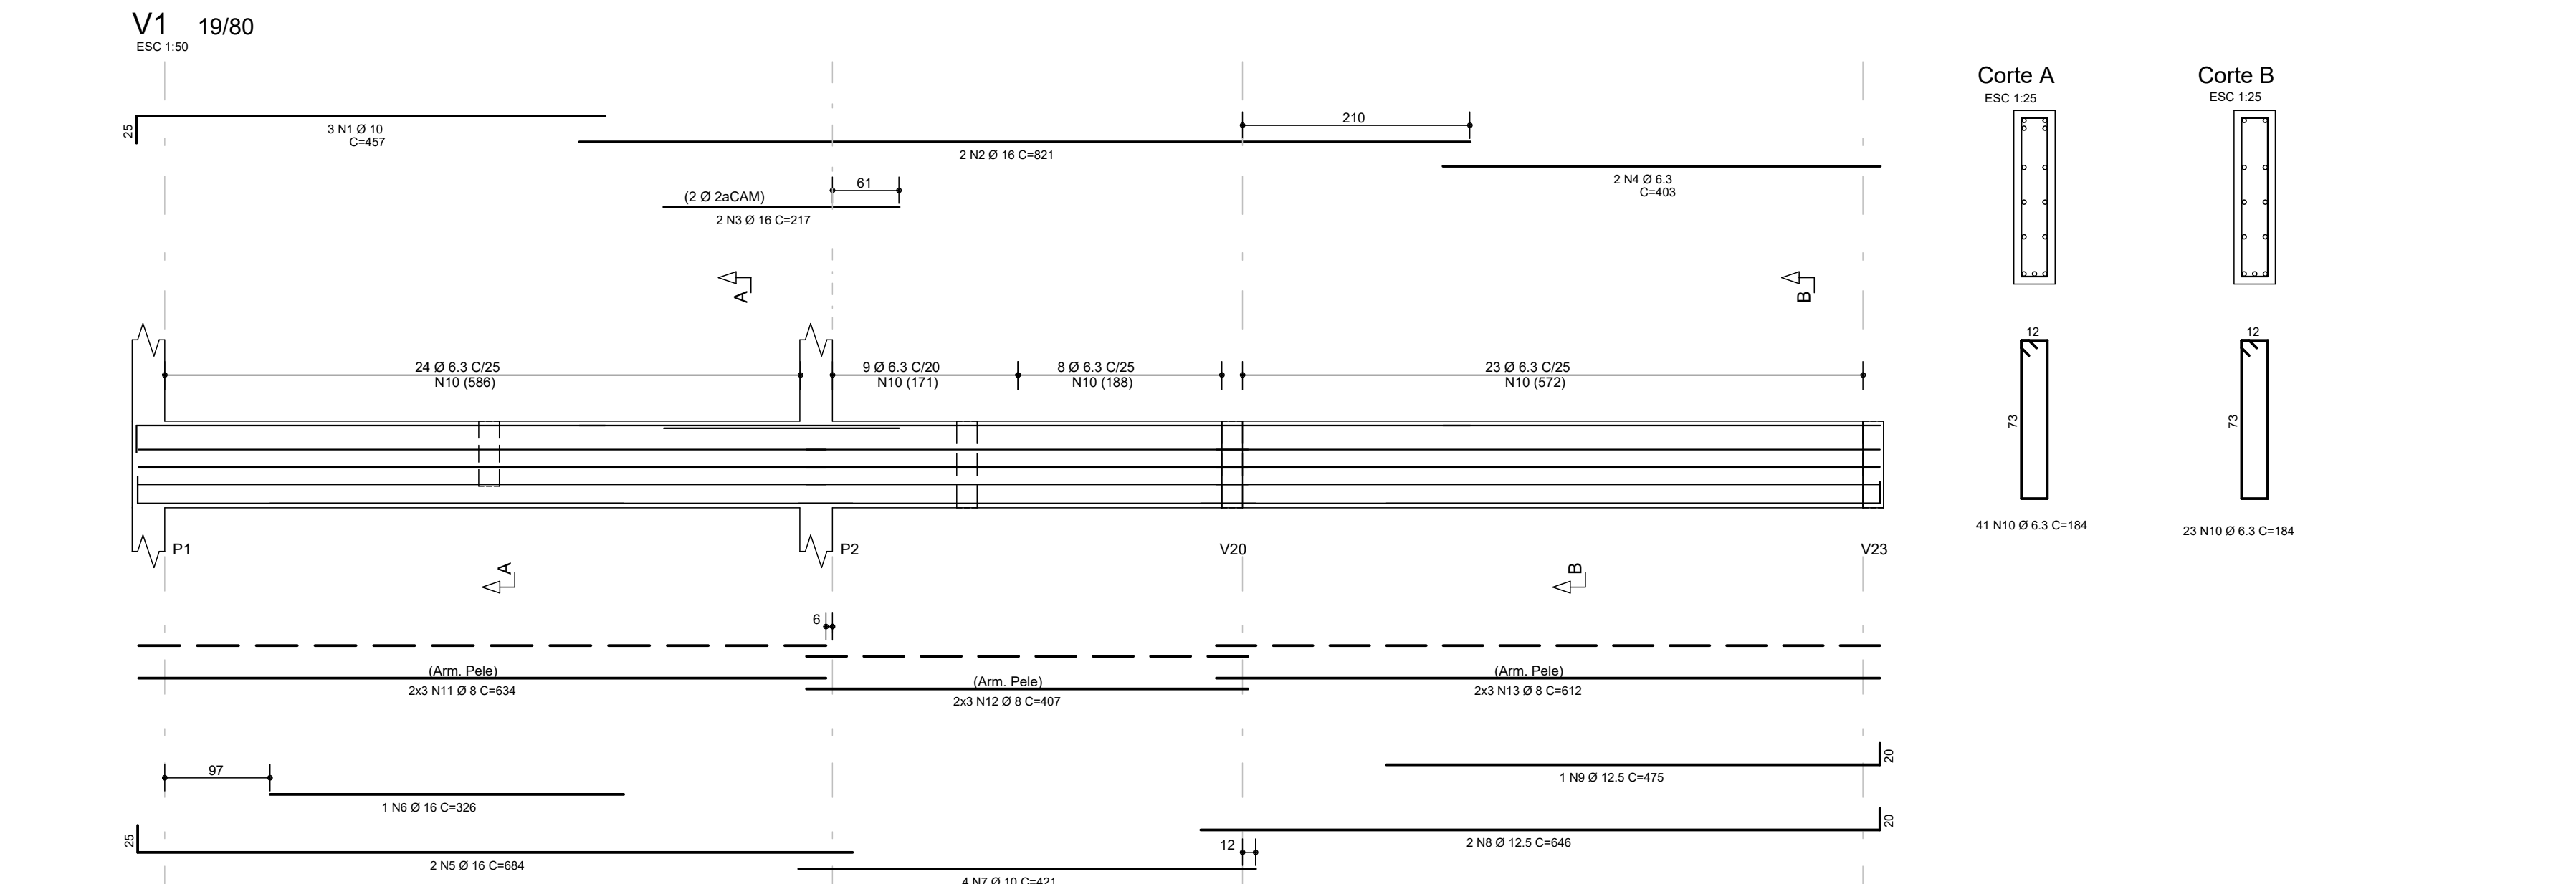 V1 19/80
ESC 1:50
Corte A
ESC 1:25
Corte B
ESC 1:25
25
3 N1 Ø 10
C=457
210
2 N2 Ø 16 C=821
2 N4 Ø 6.3
C=403
61
(2 Ø 2aCAM)
2 N3 Ø 16 C=217
A
B
24 Ø 6.3 C/25
N10 (586)
9 Ø 6.3 C/20
N10 (171)
8 Ø 6.3 C/25
N10 (188)
23 Ø 6.3 C/25
N10 (572)
12
73
41 N10 Ø 6.3 C=184
12
73
23 N10 Ø 6.3 C=184
P1
P2
V20
V23
A
B
6
(Arm. Pele)
2x3 N11 Ø 8 C=634
(Arm. Pele)
2x3 N12 Ø 8 C=407
(Arm. Pele)
2x3 N13 Ø 8 C=612
20
1 N9 Ø 12.5 C=475
97
1 N6 Ø 16 C=326
20
2 N8 Ø 12.5 C=646
25
2 N5 Ø 16 C=684
12
4 N7 Ø 10 C=421